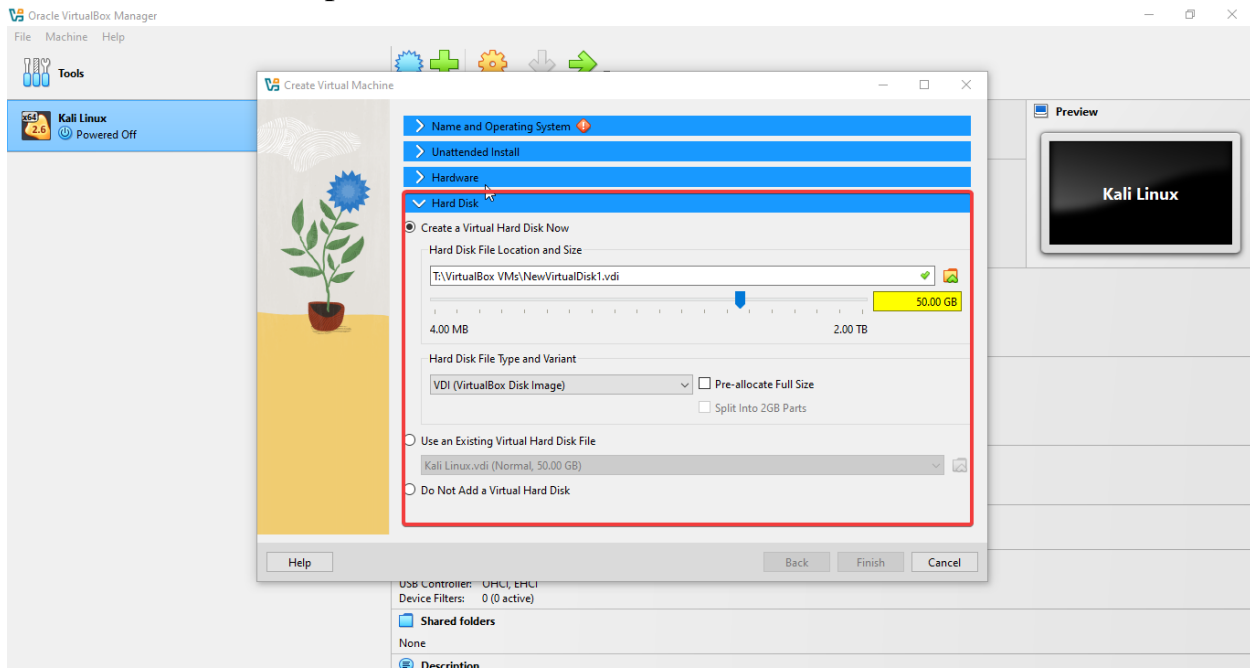 Oracle VirtualBox Manager
File Machine Help
Tools
Kali Linux
Powered Off
x64
2.6
Create Virtual Machine
Name and Operating System
Unattended Install
Hardware
Hard Disk
Create a Virtual Hard Disk Now
Hard Disk File Location and Size
T:\VirtualBox VMs\NewVirtualDisk1.vdi
50.00 GB
4.00 MB 2.00 TB
Hard Disk File Type and Variant
VDI (VirtualBox Disk Image) Pre-allocate Full Size
Split Into 2GB Parts
Use an Existing Virtual Hard Disk File
Kali Linux.vdi (Normal, 50.00 GB)
Do Not Add a Virtual Hard Disk
Help Back Finish Cancel
Preview
Kali Linux
USB Controller: OHCI, EHCI
Device Filters: 0 (0 active)
Shared folders
None
Description